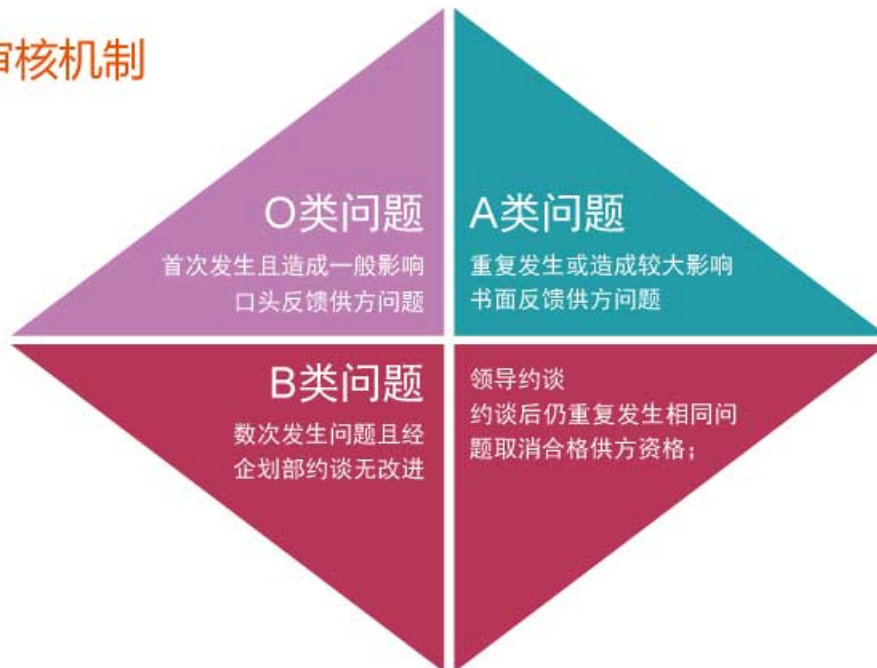 审核机制
O类问题
首次发生且造成一般影响
口头反馈供方问题
A类问题
重复发生或造成较大影响
书面反馈供方问题
B类问题
数次发生问题且经
企划部约谈无改进
领导约谈
约谈后仍重复发生相同问
题取消合格供方资格；